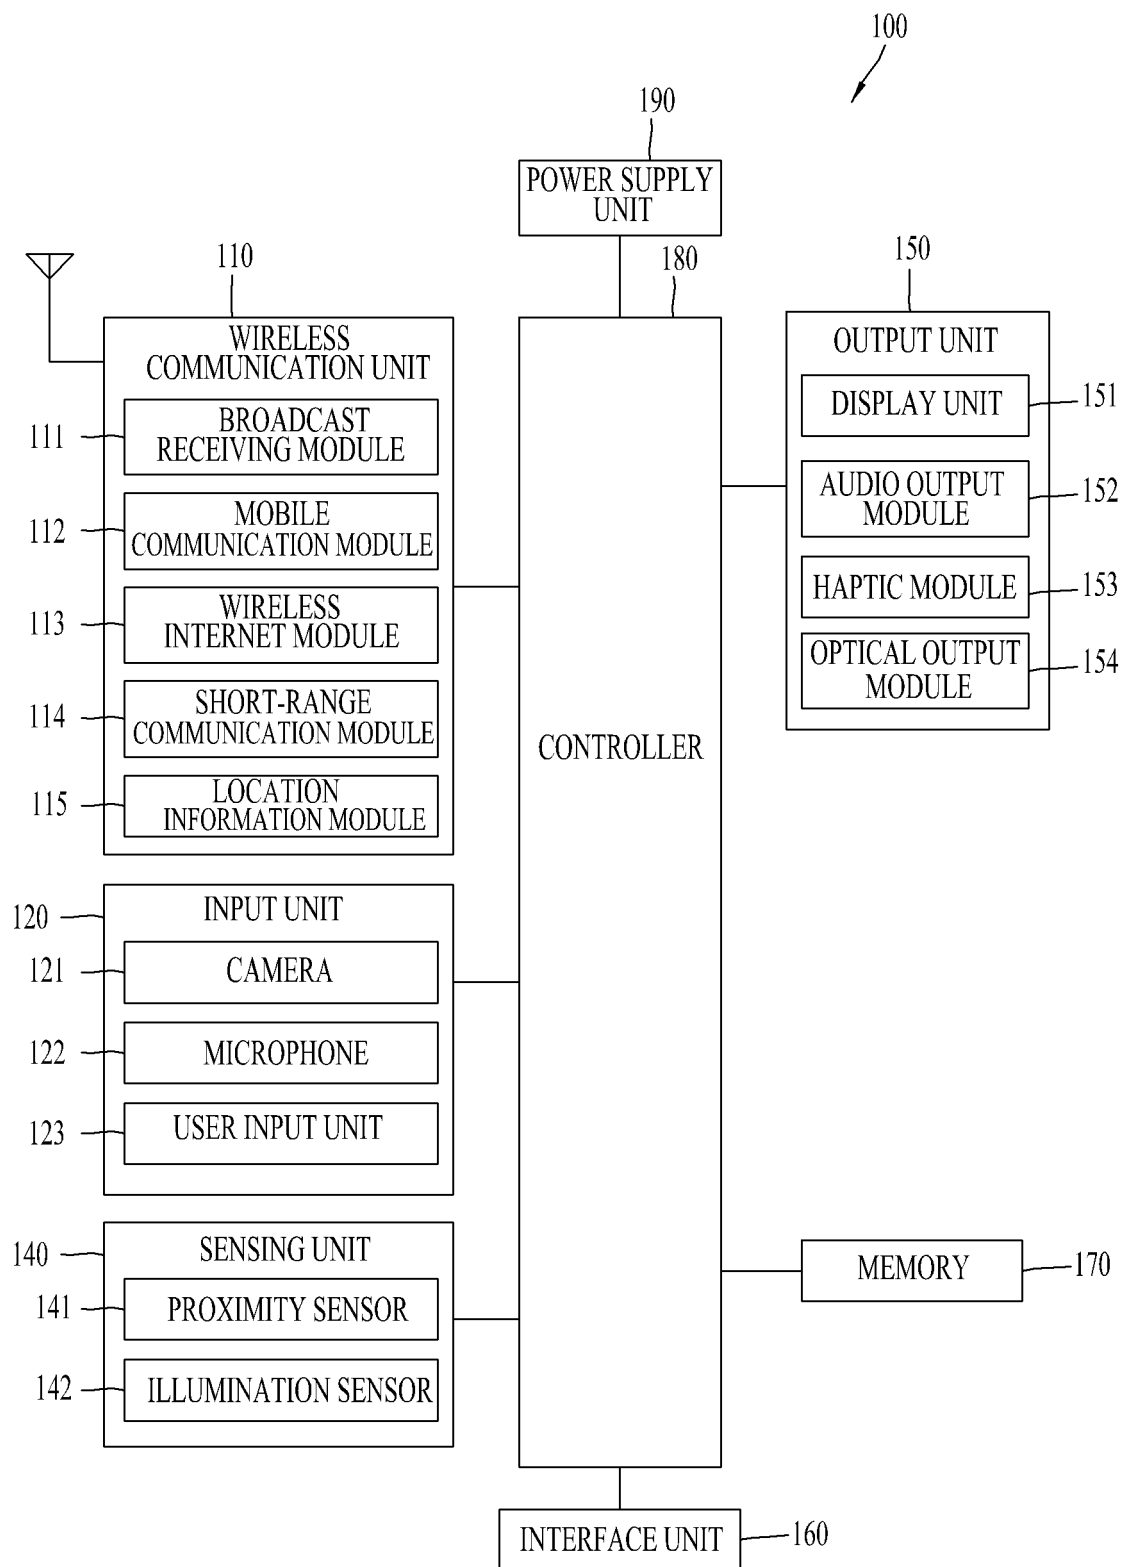 100
190
POWER SUPPLY
UNIT
110
180
150
WIRELESS
COMMUNICATION UNIT
OUTPUT UNIT
111
BROADCAST
RECEIVING MODULE
DISPLAY UNIT
151
112
MOBILE
COMMUNICATION MODULE
AUDIO OUTPUT
MODULE
152
113
WIRELESS
INTERNET MODULE
HAPTIC MODULE
153
114
SHORT-RANGE
COMMUNICATION MODULE
OPTICAL OUTPUT
MODULE
154
115
LOCATION
INFORMATION MODULE
CONTROLLER
120
INPUT UNIT
121
CAMERA
122
MICROPHONE
123
USER INPUT UNIT
140
SENSING UNIT
141
PROXIMITY SENSOR
142
ILLUMINATION SENSOR
MEMORY
170
INTERFACE UNIT
160